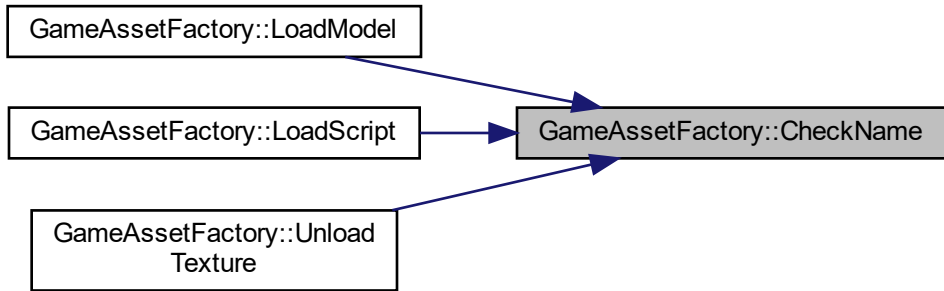 GameAssetFactory::LoadModel
GameAssetFactory::LoadScript
GameAssetFactory::CheckName
GameAssetFactory::Unload
Texture